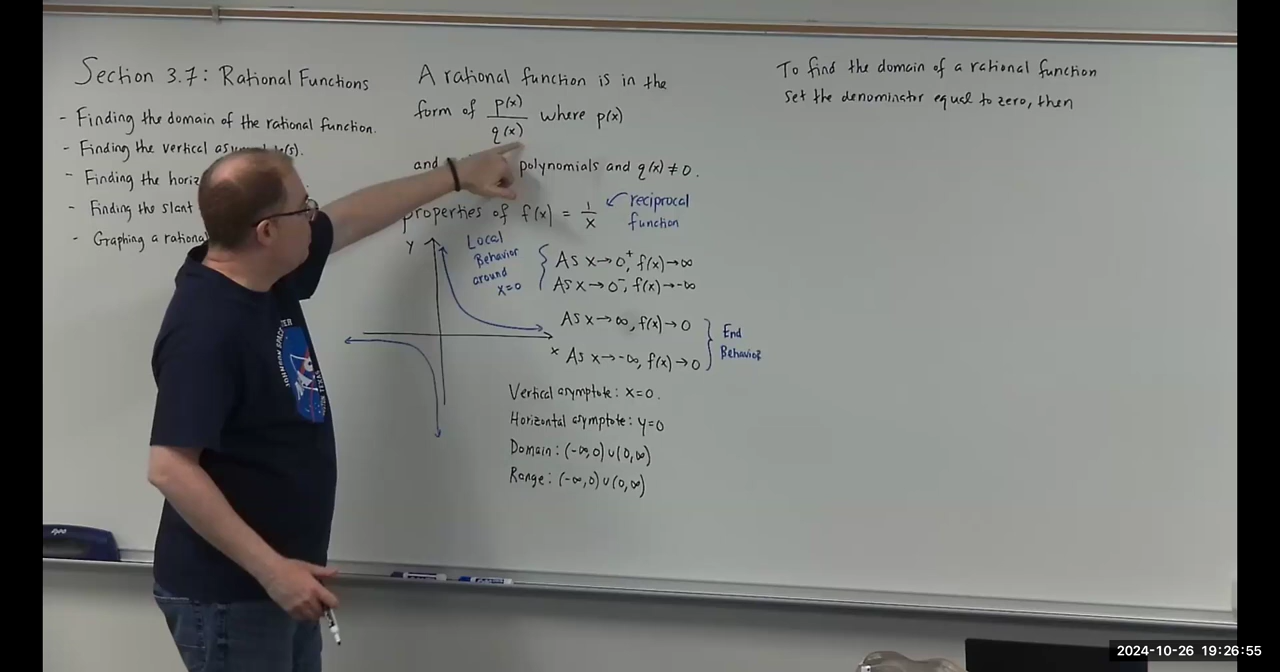 Section 3.7: Rational Functions
- Finding the domain of the rational function.
- Finding the vertical
- Finding the
- Finding the slant
- Graphing a
A rational function is in the
form of p(x)/q(x) where p(x)
and polynomials and q(x) ≠ 0.
properties of f(x) = 1/x
reciprocal
function
Y
Local
Behavior
around
x=0
As x→0⁺, f(x)→∞
As x→0⁻, f(x)→-∞
As x→∞, f(x)→0
As x→-∞, f(x)→0
End
Behavior
x
Vertical asymptote: x=0.
Horizontal asymptote: y=0
Domain: (-∞,0)∪(0,∞)
Range: (-∞,0)∪(0,∞)
To find the domain of a rational function
set the denominator equal to zero, then
expo
2024-10-26 19:26:55